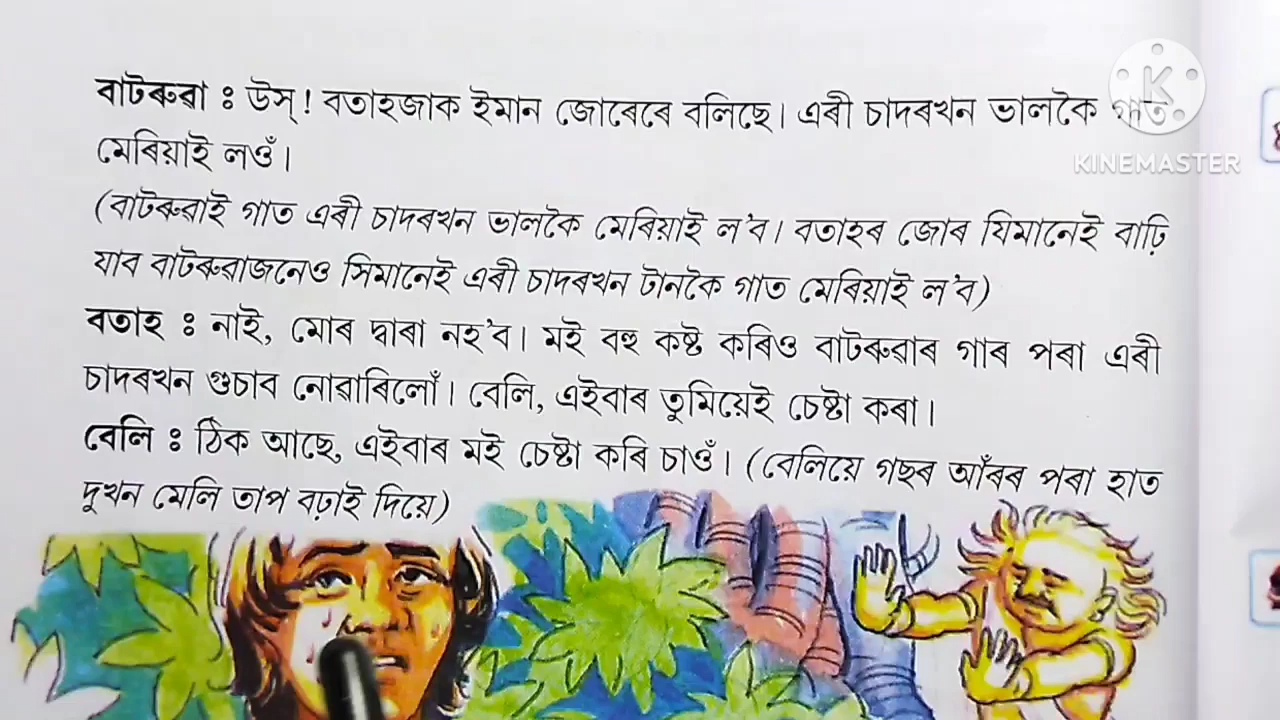 বাটৰুৱা ঃ উস্! বতাহজাক ইমান জোৰেৰে বলিছে। এৰী চাদৰখন ভালকৈ গাত
মেৰিয়াই লওঁ।
(বাটৰুৱাই গাত এৰী চাদৰখন ভালকৈ মেৰিয়াই ল'ব। বতাহৰ জোৰ যিমানেই বাঢ়ি
যাব বাটৰুৱাজনেও সিমানেই এৰী চাদৰখন টানকৈ গাত মেৰিয়াই ল'ব)
বতাহ ঃ নাই, মোৰ দ্বাৰা নহ'ব। মই বহু কষ্ট কৰিও বাটৰুৱাৰ গাৰ পৰা এৰী
চাদৰখন গুচাব নোৱাৰিলোঁ। বেলি, এইবাৰ তুমিয়েই চেষ্টা কৰা।
বেলি ঃ ঠিক আছে, এইবাৰ মই চেষ্টা কৰি চাওঁ। (বেলিয়ে গছৰ আঁৰৰ পৰা হাত
দুখন মেলি তাপ বঢ়াই দিয়ে)
K
KINEMASTER